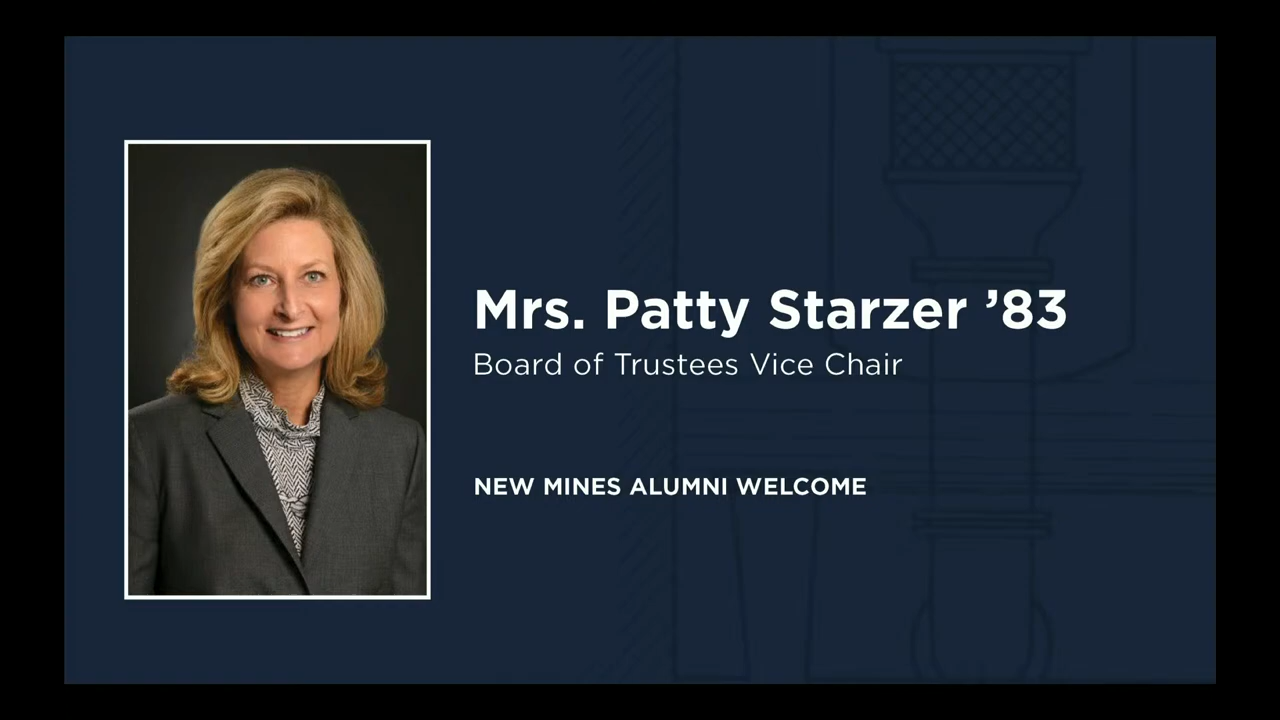 Mrs. Patty Starzer ’83
Board of Trustees Vice Chair
NEW MINES ALUMNI WELCOME